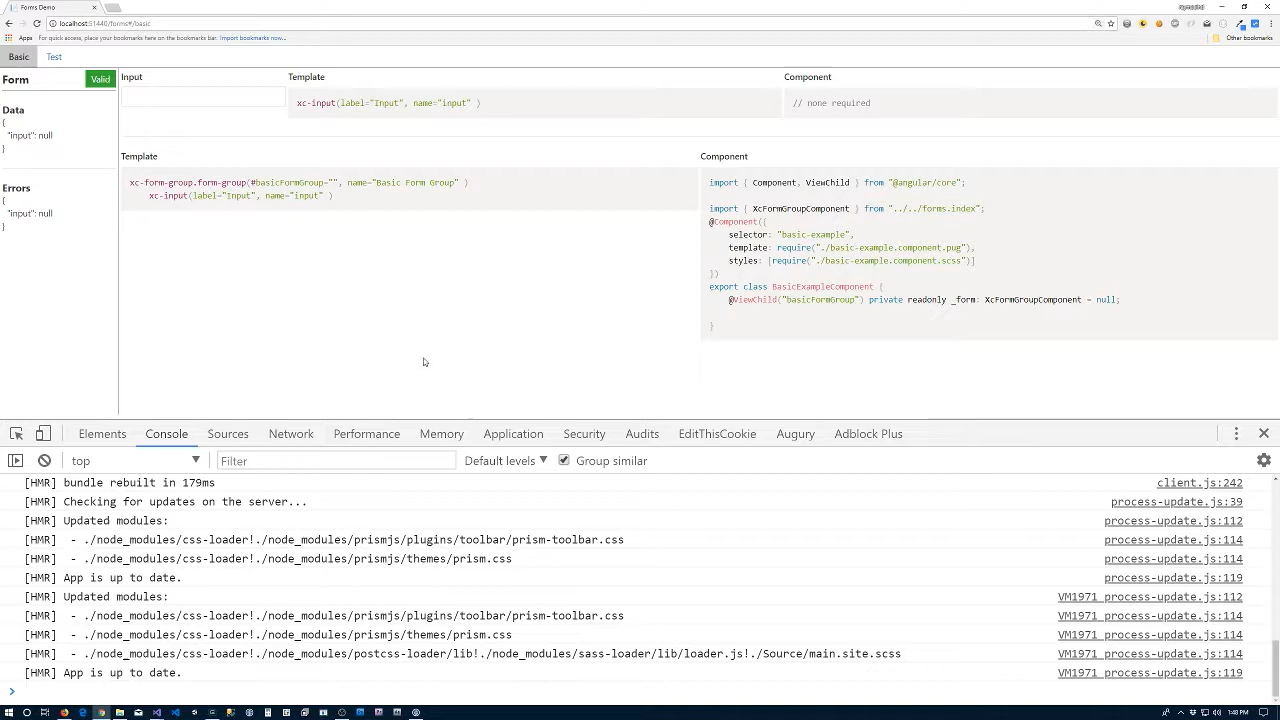 Forms Demo
localhost:51440/forms#/basic
Apps For quick access, place your bookmarks here on the bookmarks bar. Import bookmarks now... Other bookmarks
Basic Test
Form Valid
Data
{
"input": null
}
Errors
{
"input": null
}
Input Template Component
xc-input(label="Input", name="input" ) // none required
Template Component
xc-form-group.form-group(#basicFormGroup="", name="Basic Form Group" )
xc-input(label="Input", name="input" )
import { Component, ViewChild } from "@angular/core";
import { XcFormGroupComponent } from "../../forms.index";
@Component({
selector: "basic-example",
template: require("./basic-example.component.pug"),
styles: [require("./basic-example.component.scss")]
})
export class BasicExampleComponent {
@ViewChild("basicFormGroup") private readonly _form: XcFormGroupComponent = null;
}
Elements Console Sources Network Performance Memory Application Security Audits EditThisCookie Augury Adblock Plus
top Filter Default levels Group similar
[HMR] bundle rebuilt in 179ms client.js:242
[HMR] Checking for updates on the server... process-update.js:39
[HMR] Updated modules: process-update.js:112
[HMR] - ./node_modules/css-loader!./node_modules/prismjs/plugins/toolbar/prism-toolbar.css process-update.js:114
[HMR] - ./node_modules/css-loader!./node_modules/prismjs/themes/prism.css process-update.js:114
[HMR] App is up to date. process-update.js:119
[HMR] Updated modules: VM1971 process-update.js:112
[HMR] - ./node_modules/css-loader!./node_modules/prismjs/plugins/toolbar/prism-toolbar.css VM1971 process-update.js:114
[HMR] - ./node_modules/css-loader!./node_modules/prismjs/themes/prism.css VM1971 process-update.js:114
[HMR] - ./node_modules/css-loader!./node_modules/postcss-loader/lib!./node_modules/sass-loader/lib/loader.js!./Source/main.site.scss VM1971 process-update.js:114
[HMR] App is up to date. VM1971 process-update.js:119
>
1:48 PM